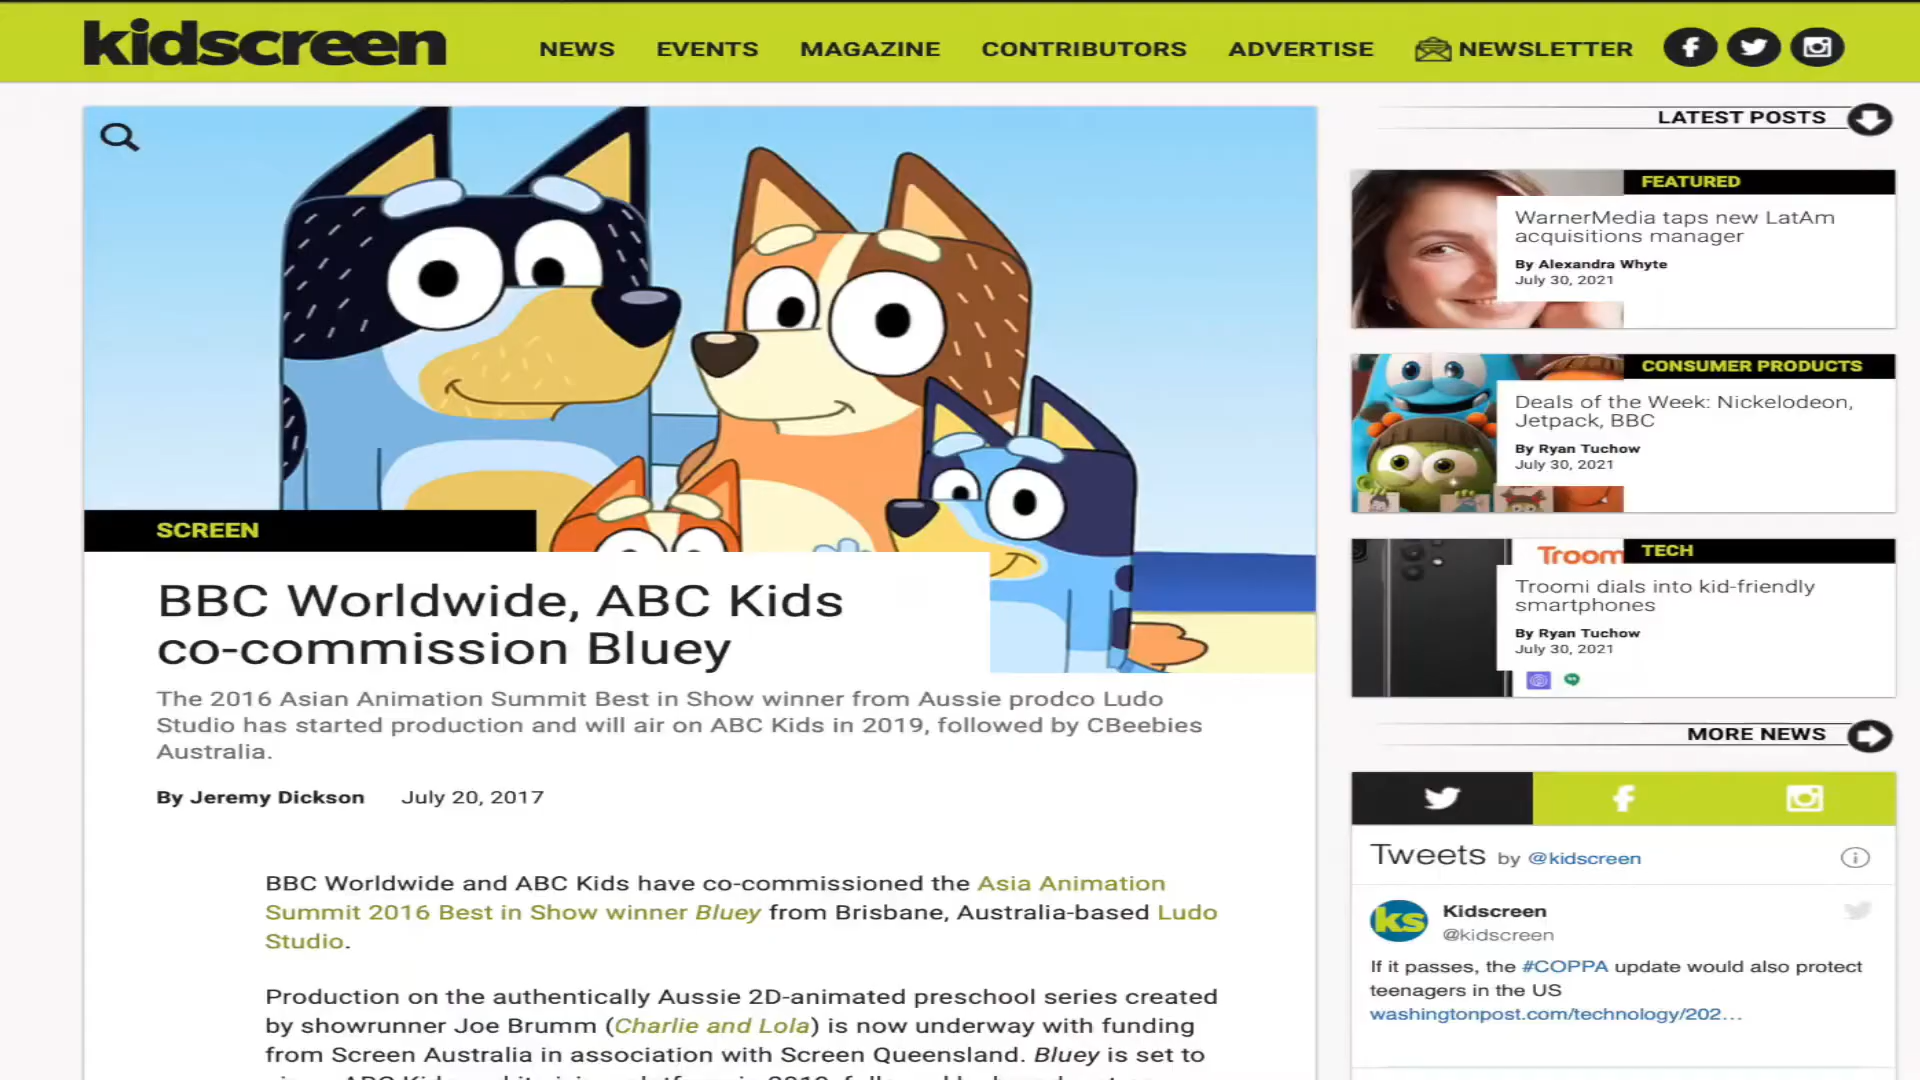 kidscreen
NEWS EVENTS MAGAZINE CONTRIBUTORS ADVERTISE NEWSLETTER
SCREEN
BBC Worldwide, ABC Kids
co-commission Bluey
The 2016 Asian Animation Summit Best in Show winner from Aussie prodco Ludo
Studio has started production and will air on ABC Kids in 2019, followed by CBeebies
Australia.
By Jeremy Dickson July 20, 2017
BBC Worldwide and ABC Kids have co-commissioned the Asia Animation
Summit 2016 Best in Show winner Bluey from Brisbane, Australia-based Ludo
Studio.
Production on the authentically Aussie 2D-animated preschool series created
by showrunner Joe Brumm (Charlie and Lola) is now underway with funding
from Screen Australia in association with Screen Queensland. Bluey is set to
LATEST POSTS
FEATURED
WarnerMedia taps new LatAm
acquisitions manager
By Alexandra Whyte
July 30, 2021
CONSUMER PRODUCTS
Deals of the Week: Nickelodeon,
Jetpack, BBC
By Ryan Tuchow
July 30, 2021
Troom
TECH
Troomi dials into kid-friendly
smartphones
By Ryan Tuchow
July 30, 2021
MORE NEWS
Tweets by @kidscreen
ks
Kidscreen
@kidscreen
If it passes, the #COPPA update would also protect
teenagers in the US
washingtonpost.com/technology/202…